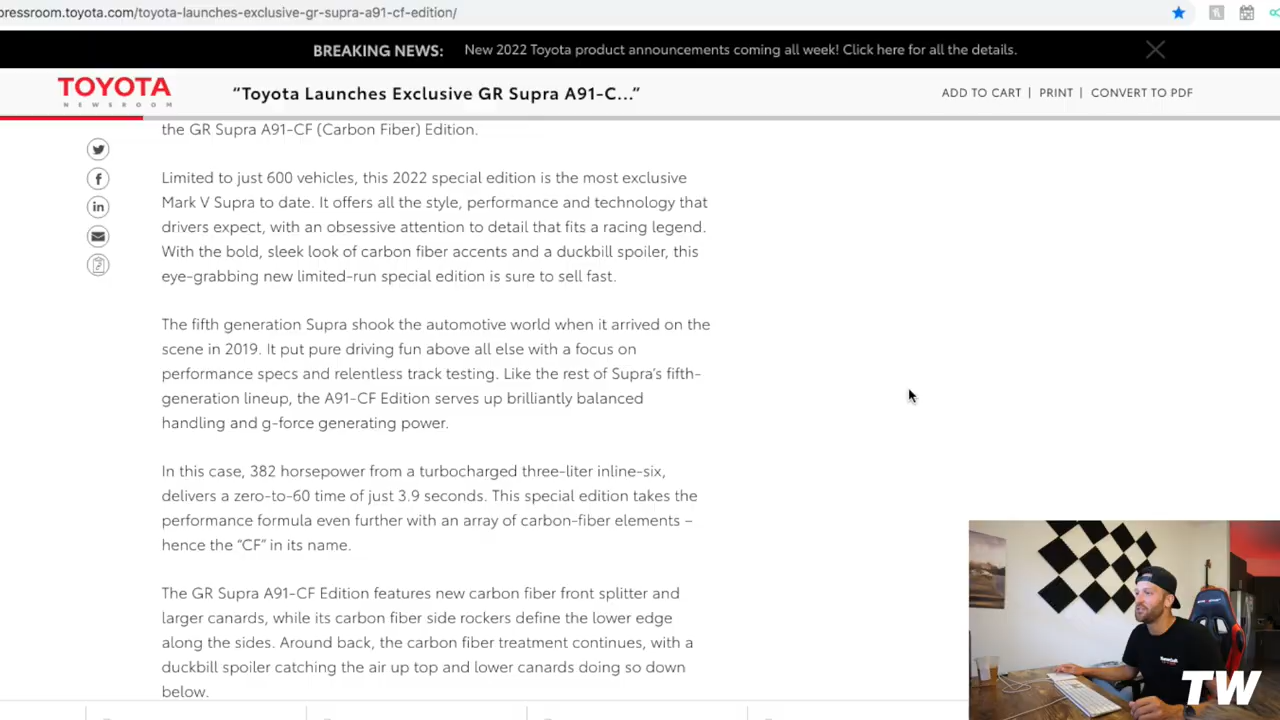 pressroom.toyota.com/toyota-launches-exclusive-gr-supra-a91-cf-edition/
BREAKING NEWS: New 2022 Toyota product announcements coming all week! Click here for all the details.
TOYOTA
NEWSROOM
“Toyota Launches Exclusive GR Supra A91-C...”
ADD TO CART | PRINT | CONVERT TO PDF
the GR Supra A91-CF (Carbon Fiber) Edition.
Limited to just 600 vehicles, this 2022 special edition is the most exclusive
Mark V Supra to date. It offers all the style, performance and technology that
drivers expect, with an obsessive attention to detail that fits a racing legend.
With the bold, sleek look of carbon fiber accents and a duckbill spoiler, this
eye-grabbing new limited-run special edition is sure to sell fast.
The fifth generation Supra shook the automotive world when it arrived on the
scene in 2019. It put pure driving fun above all else with a focus on
performance specs and relentless track testing. Like the rest of Supra’s fifth-
generation lineup, the A91-CF Edition serves up brilliantly balanced
handling and g-force generating power.
In this case, 382 horsepower from a turbocharged three-liter inline-six,
delivers a zero-to-60 time of just 3.9 seconds. This special edition takes the
performance formula even further with an array of carbon-fiber elements –
hence the “CF” in its name.
The GR Supra A91-CF Edition features new carbon fiber front splitter and
larger canards, while its carbon fiber side rockers define the lower edge
along the sides. Around back, the carbon fiber treatment continues, with a
duckbill spoiler catching the air up top and lower canards doing so down
below.
TW